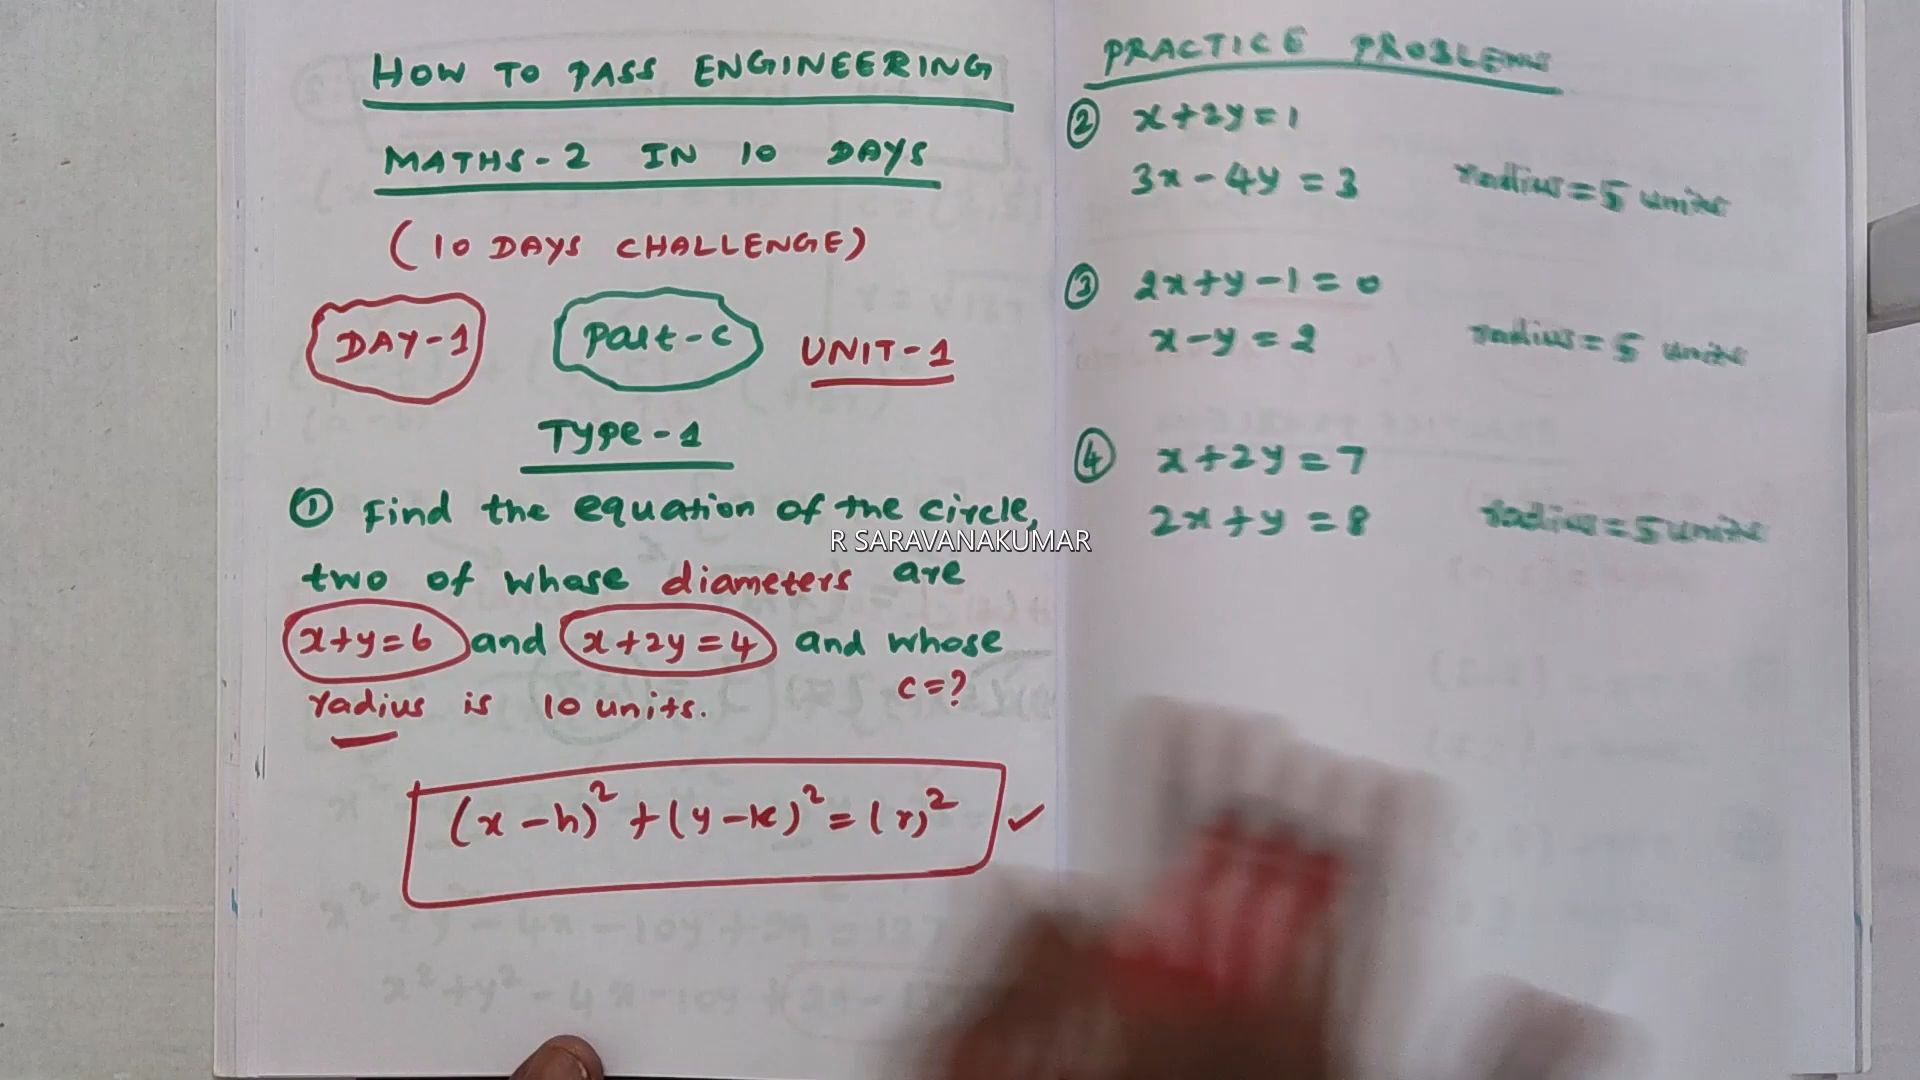 HOW TO PASS ENGINEERING
MATHS-2 IN 10 DAYS
(10 DAYS CHALLENGE)
DAY-1
Part-C
UNIT-1
TYPE-1
① Find the equation of the circle,
two of whose diameters are
x+y=6 and x+2y=4 and whose
radius is 10 units.
c=?
(x-h)²+(y-k)²=(r)² ✓
R SARAVANAKUMAR
PRACTICE PROBLEMS
② x+2y=1
3x-4y=3 radius=5 units
③ 2x+y-1=0
x-y=2 radius=5 units
④ x+2y=7
2x+y=8 radius=5 units